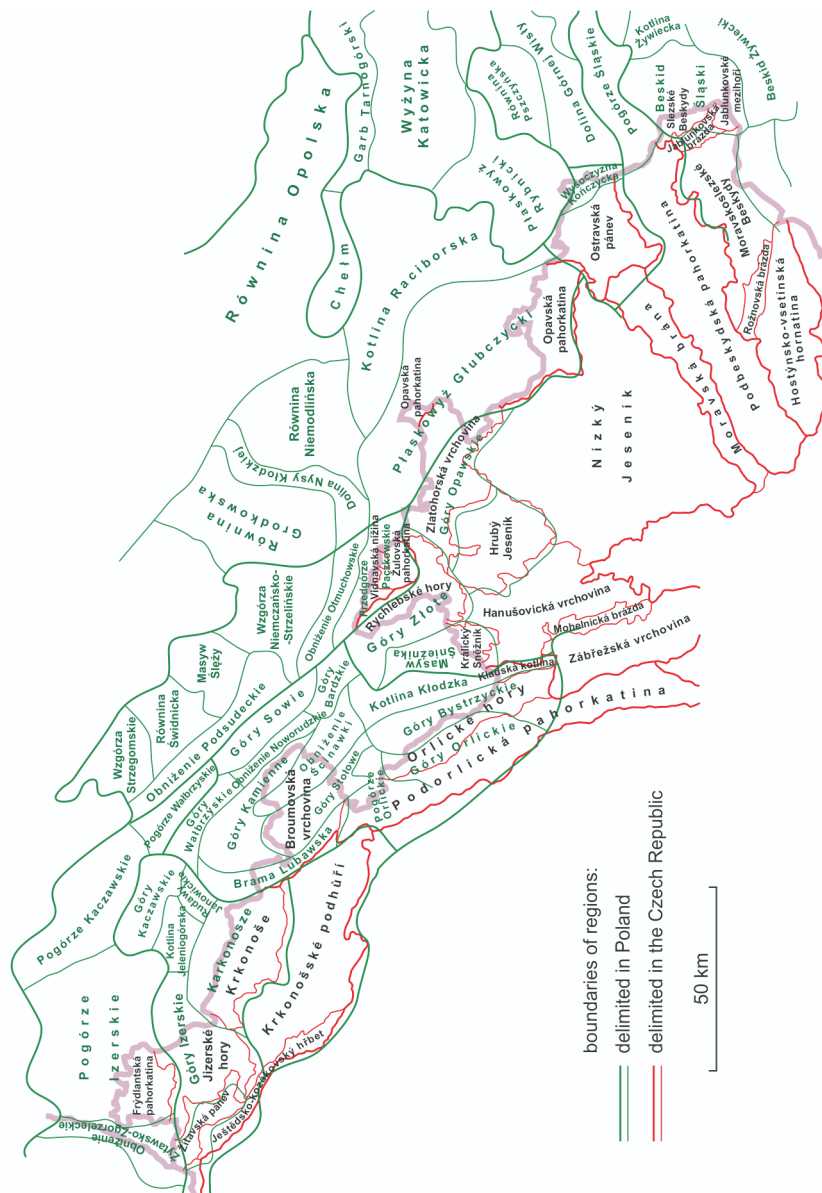 Równina Opolska
Garb Tarnogórski
Wyżyna
Katowicka
Chełm
Kotlina Raciborska
Płaskowyż
Rybnicki
Równina
Pszczyńska
Dolina Górnej Wisły
Pogórze Śląskie
Kotlina
Żywiecka
Beskid Żywiecki
Beskid
Śląski
Slezské
Beskydy
Jablunkovské
mezihoří
Jablunkovská
brázda
Wysoczyzna
Kończycka
Ostravská
pánev
Moravskoslezské
Beskydy
Rožnovská brázda
Hostýnsko-vsetínská
hornatina
Podbeskydská pahorkatina
Moravská brána
Opavská
pahorkatina
Nízký
Jeseník
Płaskowyż Głubczycki
Opavská
pahorkatina
Równina
Niemodlińska
Dolina Nysy Kłodzkiej
Równina
Grodkowska
Zlatohorská vrchovina
Góry Opawskie
Hrubý
Jeseník
Przedgórze
Paczkowskie
Vidnavská nížina
Žulovská
pahorkatina
Obniżenie Otmuchowskie
Wzgórza
Niemczańsko-
-Strzelińskie
Masyw
Ślęży
Równina
Świdnicka
Wzgórza
Strzegomskie
Obniżenie Podsudeckie
Rychlebské hory
Góry Złote
Masyw
Śnieżnika
Králický
Sněžník
Hanušovická vrchovina
Mohelnická brázda
Zábřežská vrchovina
Kladská kotlina
Kotlina Kłodzka
Góry
Bardzkie
Góry Sowie
Obniżenie Noworudzkie
Obniżenie
Ścinawki
Góry Bystrzyckie
Orlické hory
Góry Orlickie
Podorlická pahorkatina
Pogórze
Orlickie
Góry Stołowe
Broumovská
vrchovina
Góry Kamienne
Góry
Wałbrzyskie
Pogórze Wałbrzyskie
Brama Lubawska
Pogórze Kaczawskie
Góry
Kaczawskie
Rudawy
Janowickie
Kotlina
Jeleniogórska
Karkonosze
Krkonoše
Krkonošské podhůří
Pogórze
Izerskie
Góry Izerskie
Jizerské
hory
Frýdlantská
pahorkatina
Žitavská pánev
Ještědsko-kozákovský hřbet
Obniżenie
Żytawsko-Zgorzeleckie
boundaries of regions:
delimited in Poland
delimited in the Czech Republic
50 km